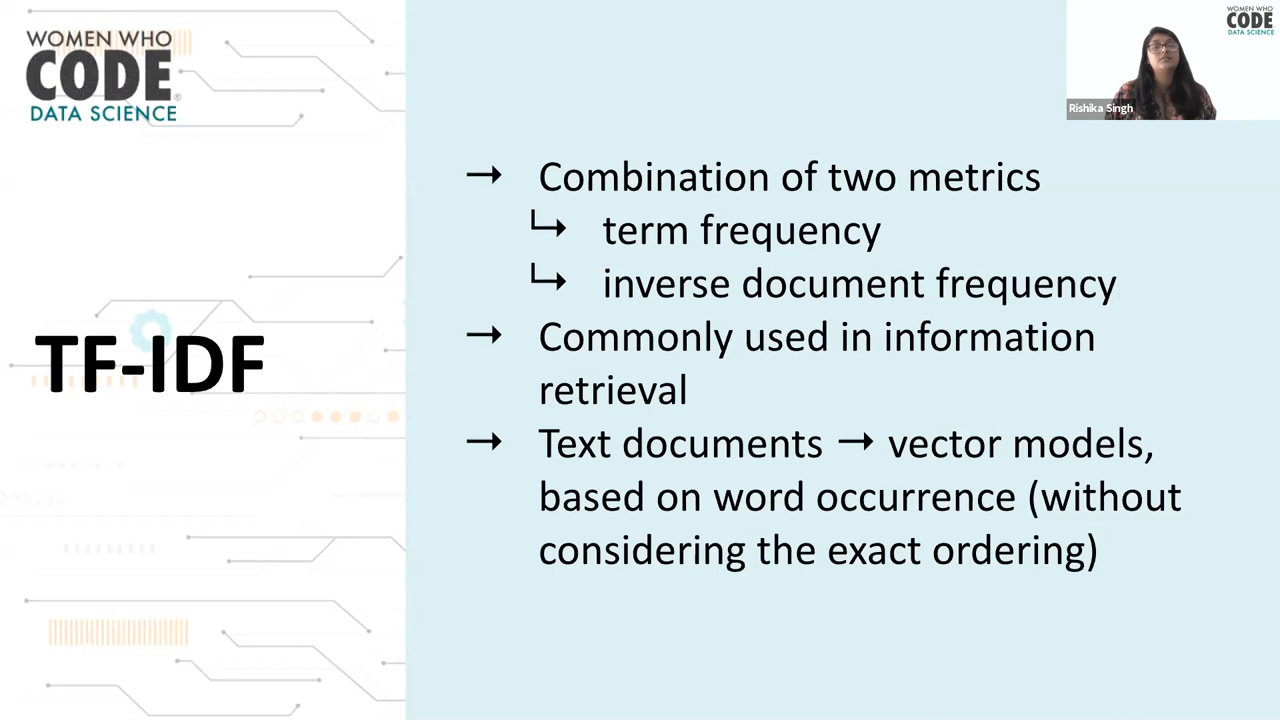 WOMEN WHO
CODE
DATA SCIENCE
TF-IDF
→ Combination of two metrics
↳ term frequency
↳ inverse document frequency
→ Commonly used in information
retrieval
→ Text documents → vector models,
based on word occurrence (without
considering the exact ordering)
WOMEN WHO
CODE
DATA SCIENCE
Rishika Singh